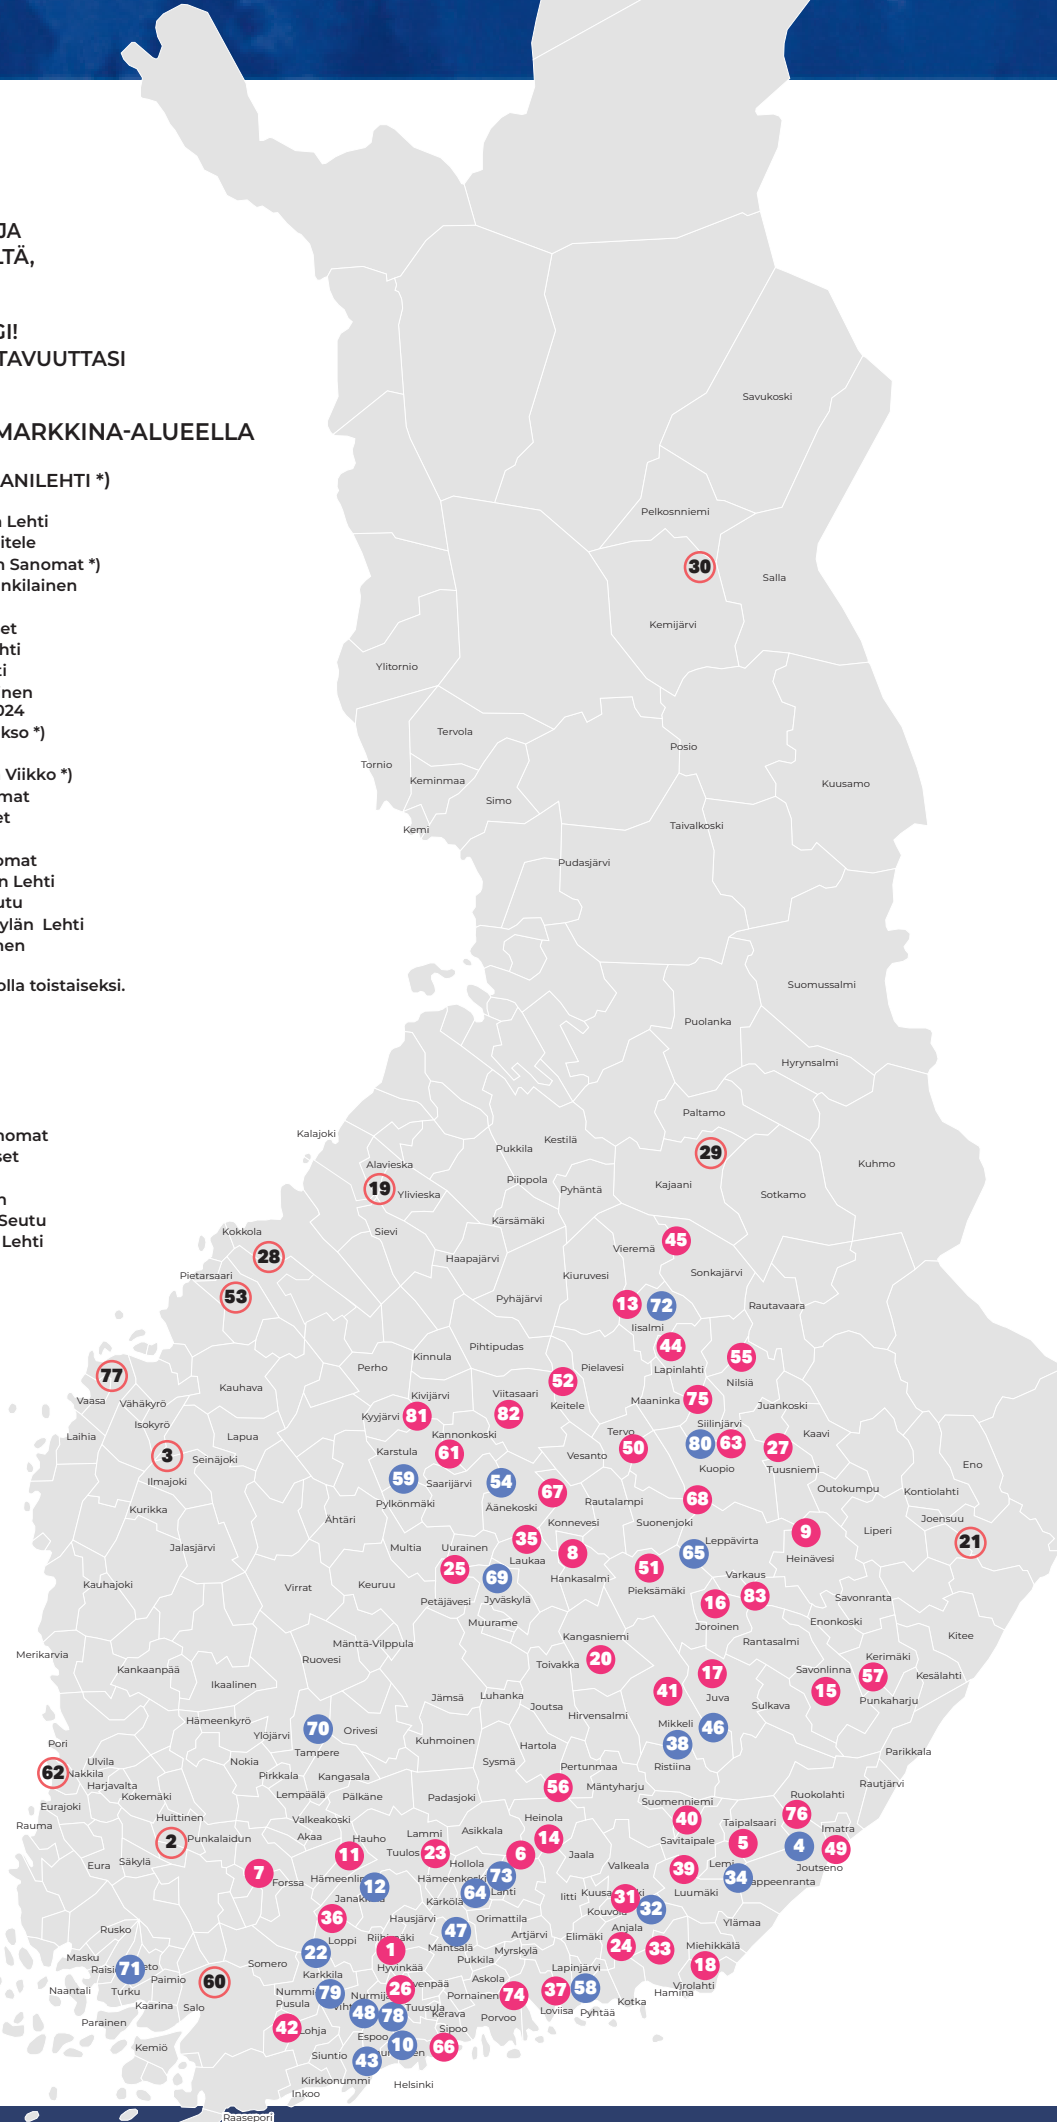 JA
LTÄ,
GI!
TAVUUTTASI
MARKKINA-ALUEELLA
ANILEHTI *)
n Lehti
itele
n Sanomat *)
nkilainen
et
hti
ti
nen
024
kso *)
Viikko *)
mat
et
omat
n Lehti
utu
ylän Lehti
nen
olla toistaiseksi.
nomat
set
n
Seutu
Lehti
Savukoski
Pelkosnniemi
30
Salla
Kemijärvi
Ylitornio
Tervola
Posio
Tornio
Keminmaa
Kuusamo
Simo
Kemi
Taivalkoski
Pudasjärvi
Suomussalmi
Puolanka
Hyrynsalmi
Paltamo
Kalajoki
Kestilä
Pukkila
29
Alavieska
Kuhmo
19
Ylivieska
Piippola
Pyhäntä
Kajaani
Sotkamo
Kärsämäki
Kokkola
Sievi
45
Vieremä
28
Haapajärvi
Pietarsaari
Kiuruvesi
Sonkajärvi
53
Pyhäjärvi
13
72
Rautavaara
Iisalmi
Pihtipudas
44
Kinnula
55
Perho
Pielavesi
Lapinlahti
77
52
Nilsiä
Kauhava
Kivijärvi
Viitasaari
Maaninka
75
Vaasa
Vähäkyrö
Keitele
Juankoski
Kyyjärvi
81
82
Isokyrö
Siilinjärvi
Laihia
Lapua
Kannonkoski
Tervo
Kaavi
3
Seinäjoki
Karstula
61
Vesanto
50
80
63
27
Ilmajoki
59
Saarijärvi
54
Kuopio
Tuusniemi
Eno
Kurikka
Pylkönmäki
Äänekoski
67
Rautalampi
68
Outokumpu
Kontiolahti
Ähtäri
Konnevesi
Suonenjoki
Joensuu
Jalasjärvi
Multia
Uurainen
35
Leppävirta
9
Liperi
21
Laukaa
8
65
Heinävesi
25
69
Hankasalmi
51
Varkaus
Kauhajoki
Virrat
Keuruu
Petäjävesi
Jyväskylä
Pieksämäki
16
83
Savonranta
Muurame
Joroinen
Enonkoski
Merikarvia
Mänttä-Vilppula
Kangasniemi
Rantasalmi
Kitee
Ruovesi
Toivakka
20
Savonlinna
Kerimäki
Kankaanpää
17
57
Kesälahti
Ikaalinen
Jämsä
Luhanka
41
Juva
15
Punkaharju
Joutsa
Sulkava
Hämeenkyrö
Hirvensalmi
Ylöjärvi
70
Orivesi
Mikkeli
46
Pori
Kuhmoinen
Hartola
38
Tampere
Parikkala
62
Ulvila
Nokia
Sysmä
Pertunmaa
Ristiina
Nakkila
Pirkkala
Kangasala
56
Mäntyharju
Rautjärvi
Harjavalta
Kokemäki
Lempäälä
Pälkäne
Padasjoki
Suomenniemi
Ruokolahti
Eurajoki
Huittinen
Valkeakoski
Heinola
40
76
Rauma
2
Punkalaidun
Akaa
Hauho
Lammi
Asikkala
14
Savitaipale
Taipalsaari
Imatra
11
Tuulos
23
6
Jaala
5
4
49
Eura
Säkylä
7
Hollola
Valkeala
39
Lemi
Joutseno
Forssa
12
Hämeenkoski
73
34
Lahti
Iitti
31
Luumäki
64
Kärkölä
32
36
Hausjärvi
Orimattila
Kouvola
Ylämaa
Rusko
Loppi
47
Artjärvi
Elimäki
Anjala
Masku
22
1
Mäntsälä
Myrskylä
24
33
Miehikkälä
71
Somero
Hyvinkää
Pukkila
Lapinjärvi
18
Naantali
Turku
Paimio
60
Karkkila
26
Askola
Virolahti
Kaarina
Salo
Nummi
79
Pornainen
74
37
58
Hamina
Pusula
48
78
Tuusula
Porvoo
Loviisa
Pyhtää
Kotka
Parainen
42
Lohja
Kerava
Espoo
Sipoo
Kemiö
Siuntio
43
10
66
Kirkkonummi
Helsinki
Inkoo
Raasepori